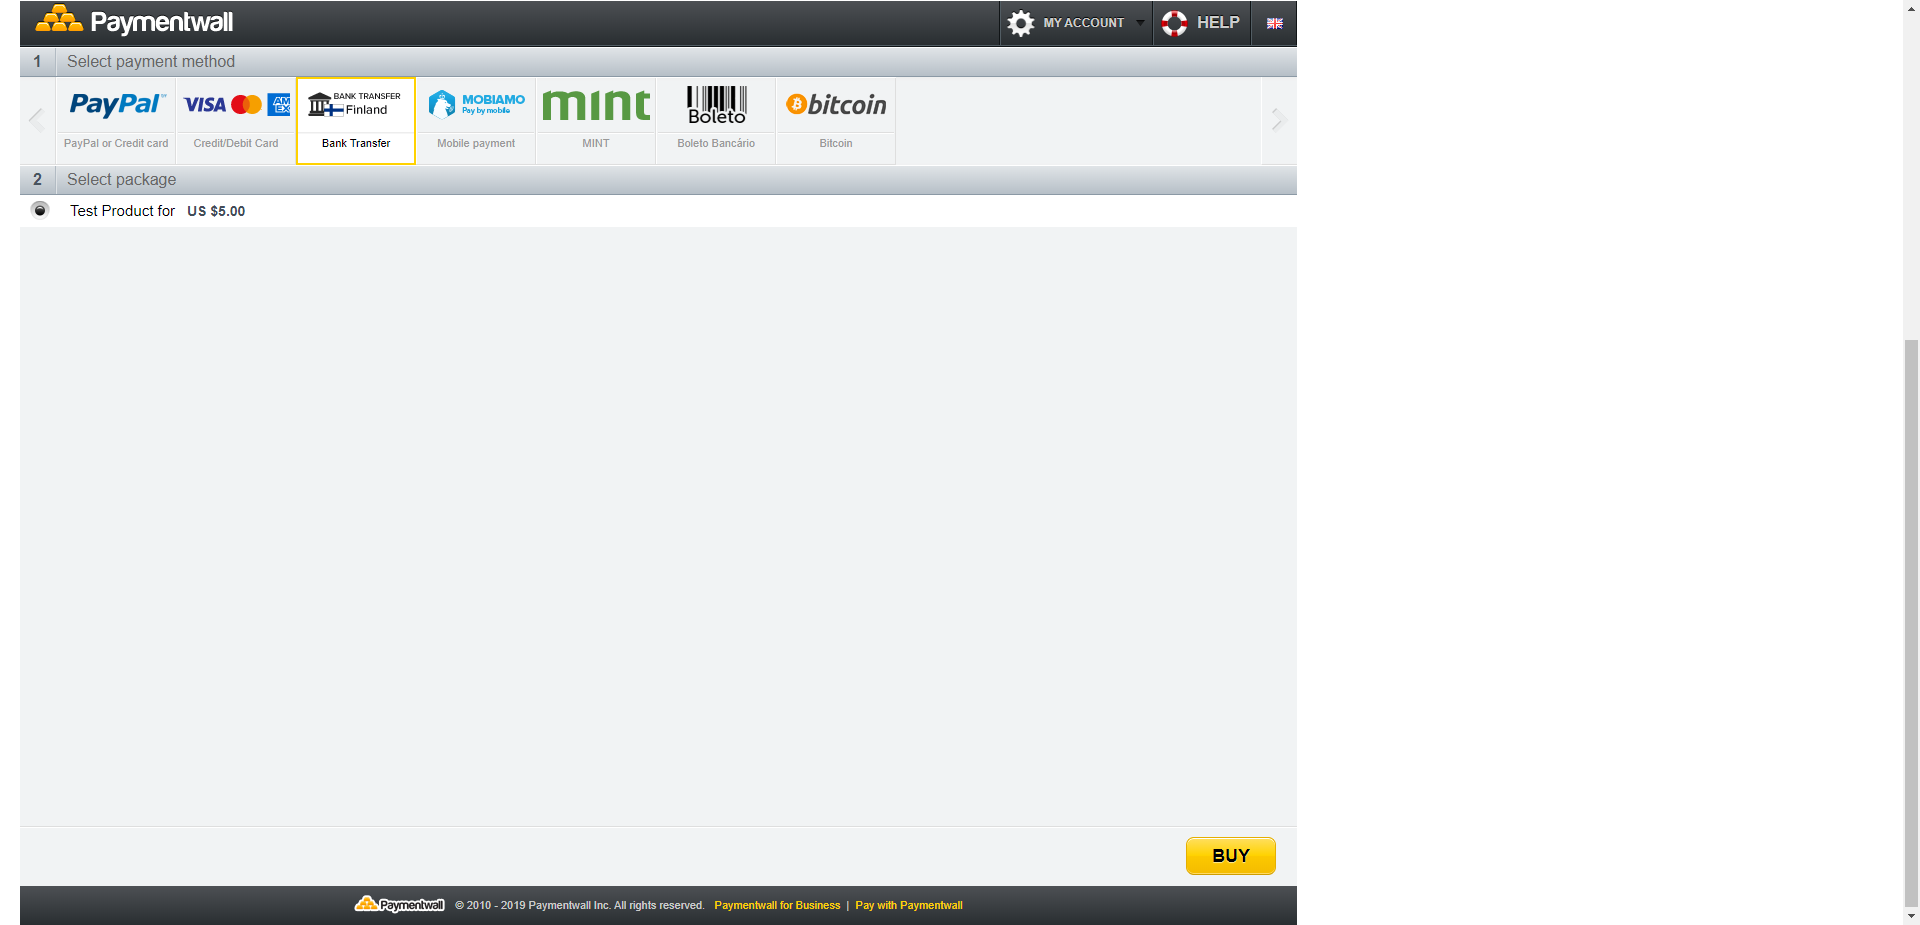 Paymentwall
MY ACCOUNT
HELP
1 Select payment method
PayPal
PayPal or Credit card
VISA AM EX
Credit/Debit Card
BANK TRANSFER
Finland
Bank Transfer
MOBIAMO
Pay by mobile
Mobile payment
mint
MINT
Boleto
Boleto Bancário
bitcoin
Bitcoin
2 Select package
Test Product for US $5.00
BUY
Paymentwall © 2010 - 2019 Paymentwall Inc. All rights reserved. Paymentwall for Business | Pay with Paymentwall